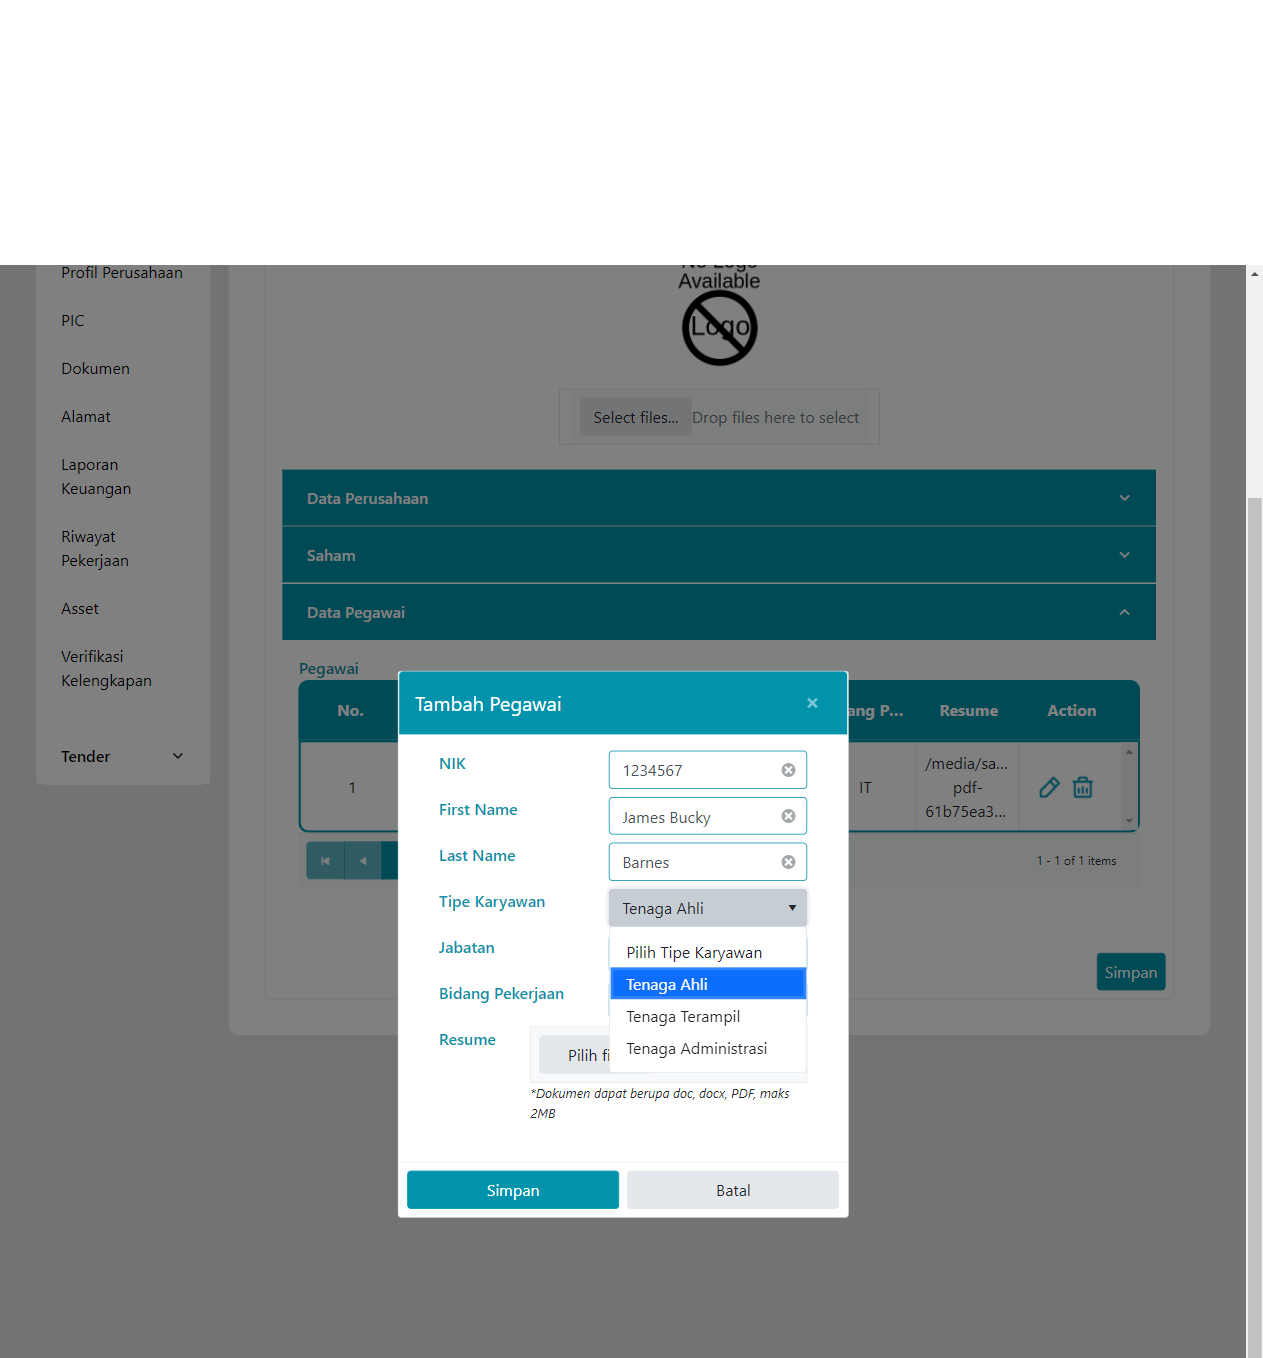 Profil Perusahaan
PIC
Dokumen
Alamat
Laporan
Keuangan
Riwayat
Pekerjaan
Asset
Verifikasi
Kelengkapan
Tender
No Logo
Available
Logo
Select files...
Drop files here to select
Data Perusahaan
Saham
Data Pegawai
Pegawai
No.
ang P...
Resume
Action
1
IT
/media/sa...
pdf-
61b75ea3...
1 - 1 of 1 items
Simpan
Tambah Pegawai
NIK
1234567
First Name
James Bucky
Last Name
Barnes
Tipe Karyawan
Tenaga Ahli
Pilih Tipe Karyawan
Tenaga Ahli
Tenaga Terampil
Tenaga Administrasi
Jabatan
Bidang Pekerjaan
Resume
Pilih fi
*Dokumen dapat berupa doc, docx, PDF, maks
2MB
Simpan
Batal